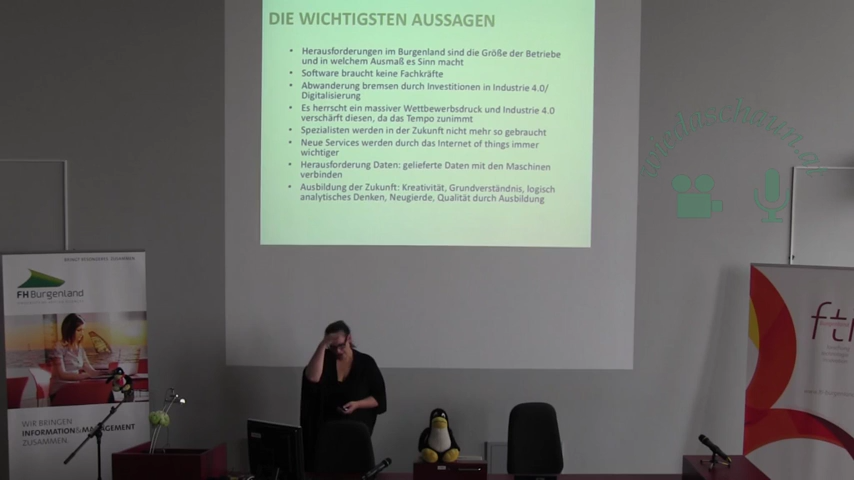 DIE WICHTIGSTEN AUSSAGEN
• Herausforderungen im Burgenland sind die Größe der Betriebe
und in welchem Ausmaß es Sinn macht
• Software braucht keine Fachkräfte
• Abwanderung bremsen durch Investitionen in Industrie 4.0/
Digitalisierung
• Es herrscht ein massiver Wettbewerbsdruck und Industrie 4.0
verschärft diesen, da das Tempo zunimmt
• Spezialisten werden in der Zukunft nicht mehr so gebraucht
• Neue Services werden durch das Internet of things immer
wichtiger
• Herausforderung Daten: gelieferte Daten mit den Maschinen
verbinden
• Ausbildung der Zukunft: Kreativität, Grundverständnis, logisch
analytisches Denken, Neugierde, Qualität durch Ausbildung
FH Burgenland
WIR BRINGEN
INFORMATION&MANAGEMENT
ZUSAMMEN.